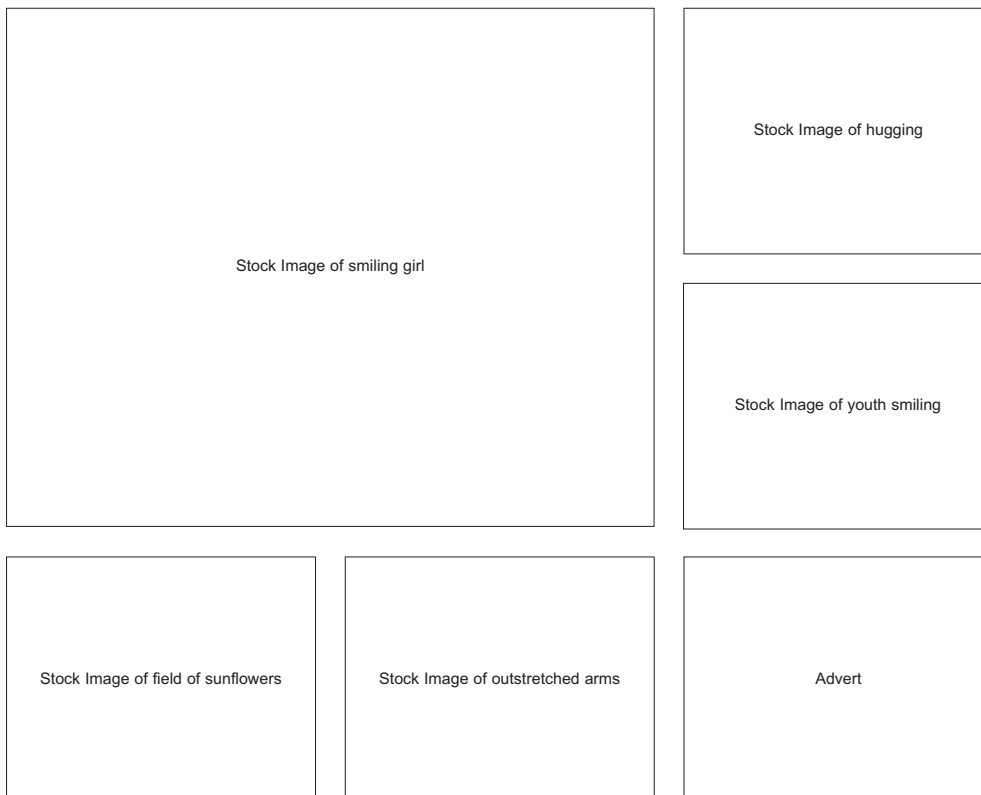 Stock Image of smiling girl
Stock Image of hugging
Stock Image of youth smiling
Stock Image of field of sunflowers
Stock Image of outstretched arms
Advert